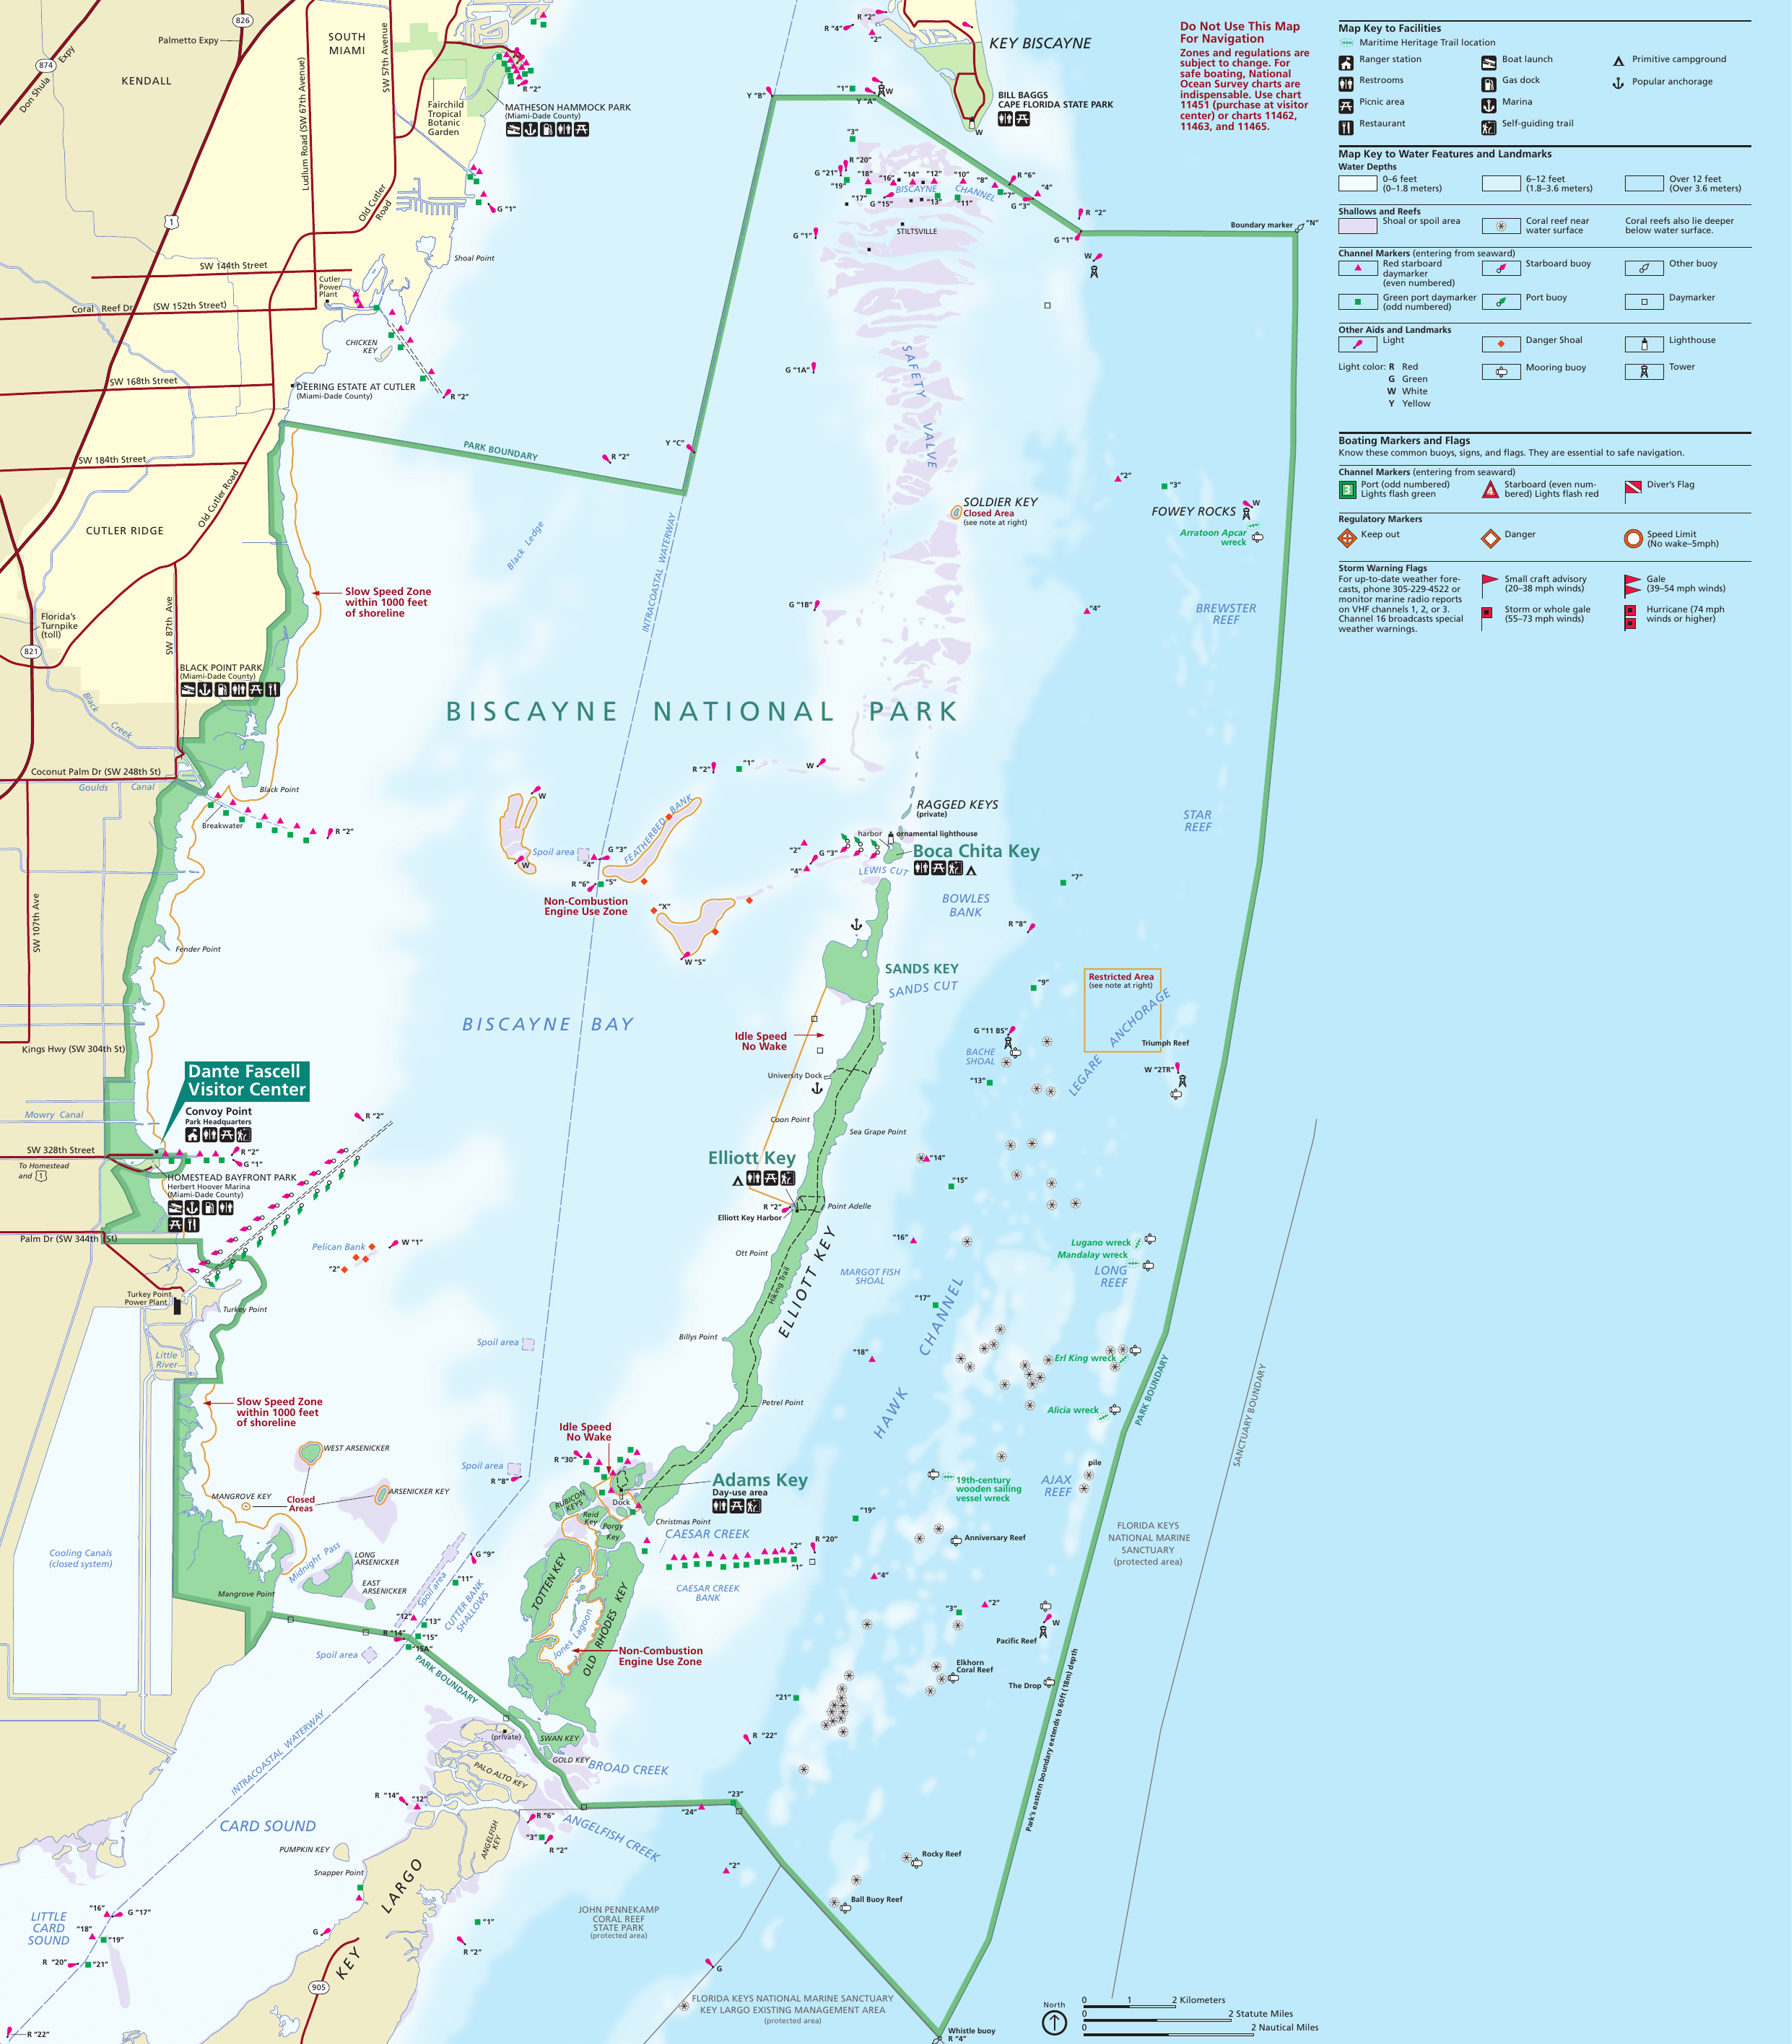 826
Palmetto Expy
SOUTH
MIAMI
SW 57th Avenue
Ludlum Road (SW 67th Avenue)
874
Don Shula Expy
KENDALL
Fairchild
Tropical
Botanic
Garden
R "2"
MATHESON HAMMOCK PARK
(Miami-Dade County)
Old Cutler
Road
1
G "1"
Shoal Point
SW 144th Street
Cutler
Power
Plant
Coral Reef Dr (SW 152th Street)
CHICKEN
KEY
SW 168th Street
DEERING ESTATE AT CUTLER
(Miami-Dade County)
R "2"
SW 184th Street
Old Cutler Road
CUTLER RIDGE
PARK BOUNDARY
R "2"
Y "C"
Y "B"
R "4"
R "2"
"2"
KEY BISCAYNE
"1"
W
Y "A"
BILL BAGGS
CAPE FLORIDA STATE PARK
W
"3"
R "20"
G "21"
"19"
"18"
"16"
"14"
"12"
"10"
"8"
R "6"
"4"
"17"
G "15"
"13"
"11"
"7"
G "3"
BISCAYNE CHANNEL
STILTSVILLE
G "1"
R "2"
G "1"
W
Boundary marker
"N"
G "1A"
SAFETY VALVE
Do Not Use This Map
For Navigation
Zones and regulations are
subject to change. For
safe boating, National
Ocean Survey charts are
indispensable. Use chart
11451 (purchase at visitor
center) or charts 11462,
11463, and 11465.
Map Key to Facilities
Maritime Heritage Trail location
Ranger station
Boat launch
Primitive campground
Restrooms
Gas dock
Popular anchorage
Picnic area
Marina
Restaurant
Self-guiding trail
Map Key to Water Features and Landmarks
Water Depths
0–6 feet
(0–1.8 meters)
6–12 feet
(1.8–3.6 meters)
Over 12 feet
(Over 3.6 meters)
Shallows and Reefs
Shoal or spoil area
Coral reef near
water surface
Coral reefs also lie deeper
below water surface.
Channel Markers (entering from seaward)
Red starboard
daymarker
(even numbered)
Starboard buoy
Other buoy
Green port daymarker
(odd numbered)
Port buoy
Daymarker
Other Aids and Landmarks
Light
Danger Shoal
Lighthouse
Light color: R Red
G Green
W White
Y Yellow
Mooring buoy
Tower
Boating Markers and Flags
Know these common buoys, signs, and flags. They are essential to safe navigation.
Channel Markers (entering from seaward)
3
Port (odd numbered)
Lights flash green
4
Starboard (even num-
bered) Lights flash red
Diver's Flag
Regulatory Markers
Keep out
Danger
Speed Limit
(No wake–5mph)
Storm Warning Flags
For up-to-date weather fore-
casts, phone 305-229-4522 or
monitor marine radio reports
on VHF channels 1, 2, or 3.
Channel 16 broadcasts special
weather warnings.
Small craft advisory
(20–38 mph winds)
Gale
(39–54 mph winds)
Storm or whole gale
(55–73 mph winds)
Hurricane (74 mph
winds or higher)
Black Ledge
INTRACOASTAL WATERWAY
SOLDIER KEY
Closed Area
(see note at right)
"2"
"3"
FOWEY ROCKS
W
Arratoon Apcar
wreck
Slow Speed Zone
within 1000 feet
of shoreline
G "1B"
"4"
BREWSTER
REEF
Florida's
Turnpike
(toll)
821
SW 87th Ave
BLACK POINT PARK
(Miami-Dade County)
Black Creek
BISCAYNE NATIONAL PARK
Coconut Palm Dr (SW 248th St)
Goulds Canal
Black Point
Breakwater
R "2"
R "2"
"1"
W
W
W
Spoil area
FEATHERBED BANK
G "3"
"4"
R "6"
"5"
Non-Combustion
Engine Use Zone
"X"
W "S"
RAGGED KEYS
(private)
harbor
ornamental lighthouse
Boca Chita Key
"2"
G "3"
"4"
LEWIS CUT
STAR
REEF
"7"
BOWLES
BANK
R "8"
SW 107th Ave
Fender Point
SANDS KEY
SANDS CUT
"9"
Restricted Area
(see note at right)
LEGARE ANCHORAGE
Triumph Reef
W "2TR"
BISCAYNE BAY
Idle Speed
No Wake
G "11 BS"
BACHE
SHOAL
"13"
Kings Hwy (SW 304th St)
Dante Fascell
Visitor Center
Mowry Canal
Convoy Point
Park Headquarters
SW 328th Street
To Homestead
and 1
R "2"
G "1"
R "2"
HOMESTEAD BAYFRONT PARK
Herbert Hoover Marina
(Miami-Dade County)
Palm Dr (SW 344th St)
University Dock
Coon Point
Sea Grape Point
Elliott Key
"14"
"15"
R "2"
Elliott Key Harbor
Point Adelle
Pelican Bank
W "1"
"2"
Ott Point
"16"
Lugano wreck
Mandalay wreck
LONG
REEF
MARGOT FISH
SHOAL
Hiking Trail
ELLIOTT KEY
Turkey Point
Power Plant
Turkey Point
"17"
HAWK CHANNEL
Billys Point
Spoil area
Little
River
"18"
Erl King wreck
PARK BOUNDARY
SANCTUARY BOUNDARY
Slow Speed Zone
within 1000 feet
of shoreline
Petrel Point
Alicia wreck
WEST ARSENICKER
Idle Speed
No Wake
R "30"
Spoil area
R "8"
pile
AJAX
REEF
19th-century
wooden sailing
vessel wreck
Adams Key
Day-use area
MANGROVE KEY
Closed
Areas
ARSENICKER KEY
RUBICON
KEYS
Dock
Reid
Key
Porgy
Key
Christmas Point
CAESAR CREEK
"19"
"2"
R "20"
"1"
Anniversary Reef
FLORIDA KEYS
NATIONAL MARINE
SANCTUARY
(protected area)
Cooling Canals
(closed system)
Midnight Pass
LONG
ARSENICKER
EAST
ARSENICKER
Mangrove Point
G "9"
"11"
Spoil area
CUTTER BANK
SHALLOWS
TOTTEN KEY
OLD RHODES KEY
Jones Lagoon
CAESAR CREEK
BANK
"4"
"3"
"2"
W
Pacific Reef
"12"
"13"
R "14"
"15"
"15A"
Spoil area
PARK BOUNDARY
Non-Combustion
Engine Use Zone
Elkhorn
Coral Reef
The Drop
"21"
R "22"
Park's eastern boundary extends to 60ft (18m) depth
INTRACOASTAL WATERWAY
(private)
SWAN KEY
GOLD KEY
BROAD CREEK
PALO ALTO KEY
R "14"
"12"
"23"
"24"
CARD SOUND
R "6"
"3"
R "2"
ANGELFISH
KEY
ANGELFISH CREEK
PUMPKIN KEY
Snapper Point
"2"
Rocky Reef
Ball Buoy Reef
KEY LARGO
LITTLE
CARD
SOUND
"16"
G "17"
"18"
"19"
R "20"
"21"
R "22"
G
"1"
R "2"
JOHN PENNEKAMP
CORAL REEF
STATE PARK
(protected area)
905
G
FLORIDA KEYS NATIONAL MARINE SANCTUARY
KEY LARGO EXISTING MANAGEMENT AREA
(protected area)
Whistle buoy
R "4"
North
0 1 2 Kilometers
0 2 Statute Miles
0 2 Nautical Miles